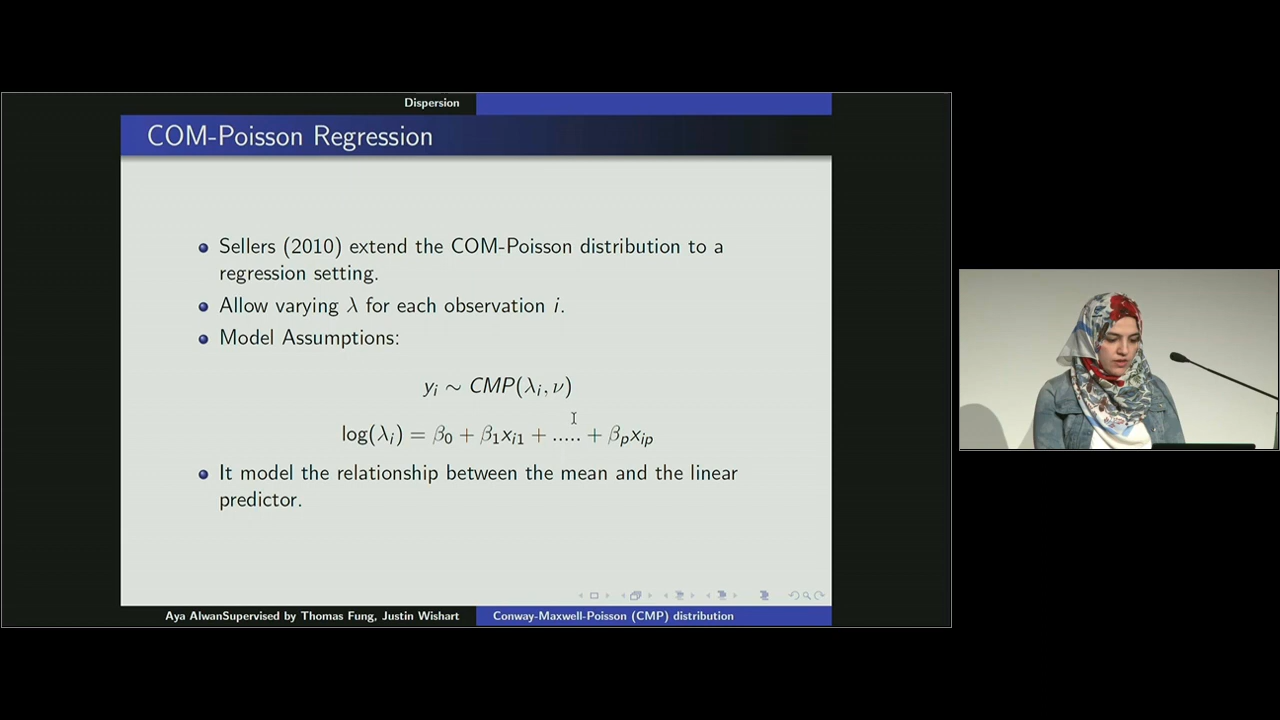 Dispersion
COM-Poisson Regression
Sellers (2010) extend the COM-Poisson distribution to a
regression setting.
Allow varying λ for each observation i.
Model Assumptions:
yᵢ ∼ CMP(λᵢ, ν)
log(λᵢ) = β₀ + β₁xᵢ₁ + ..... + βₚxᵢₚ
It model the relationship between the mean and the linear
predictor.
Aya AlwanSupervised by Thomas Fung, Justin Wishart
Conway-Maxwell-Poisson (CMP) distribution